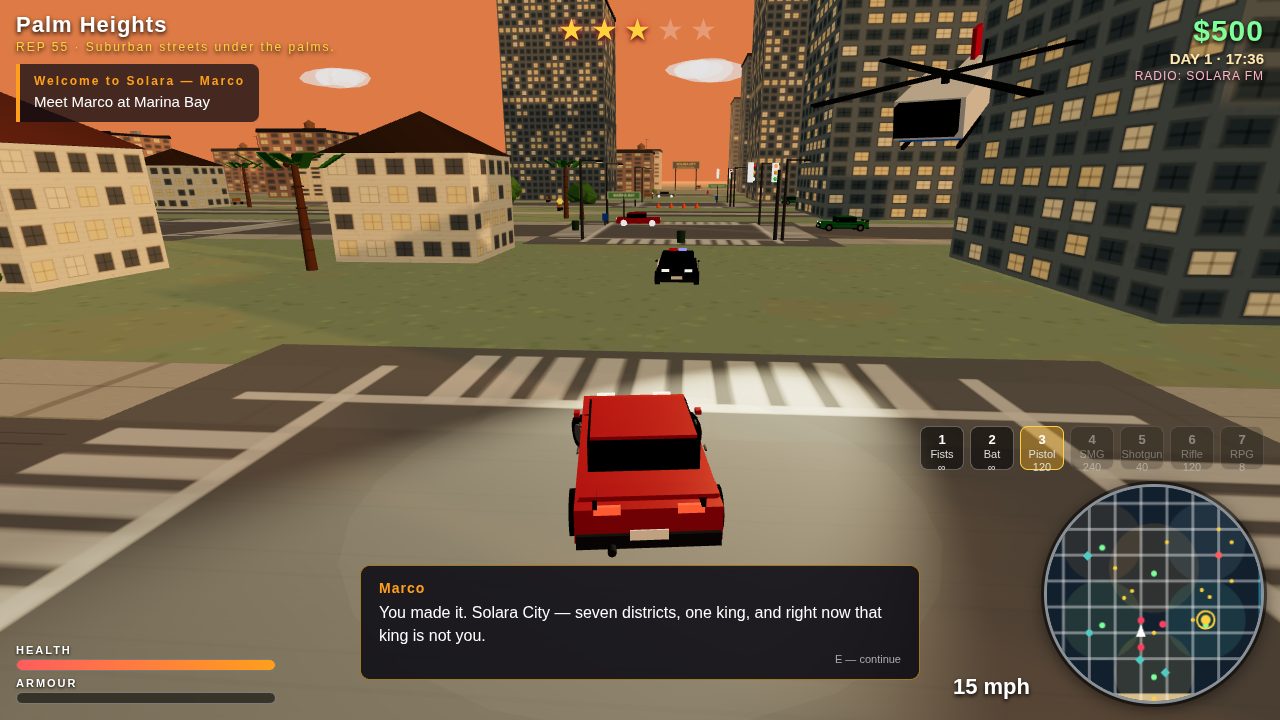 Palm Heights
REP 55 · Suburban streets under the palms.
Welcome to Solara — Marco
Meet Marco at Marina Bay
$500
DAY 1 · 17:36
RADIO: SOLARA FM
1 Fists ∞
2 Bat ∞
3 Pistol 120
4 SMG 240
5 Shotgun 40
6 Rifle 120
7 RPG 8
Marco
You made it. Solara City — seven districts, one king, and right now that
king is not you.
E — continue
HEALTH
ARMOUR
15 mph